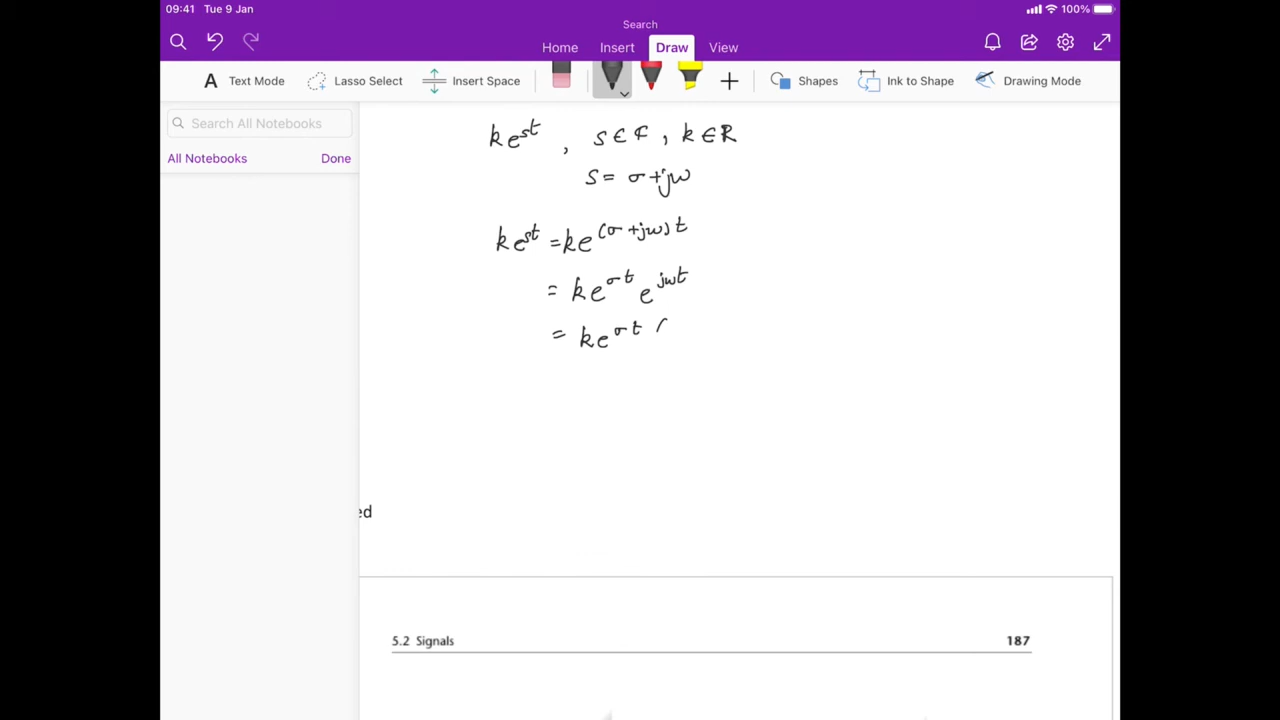 09:41 Tue 9 Jan
100%
Search
Home Insert Draw View
Text Mode Lasso Select Insert Space Shapes Ink to Shape Drawing Mode
Search All Notebooks
All Notebooks Done
ke^{st} , s ∈ ℂ , k ∈ ℝ
s = σ + jω
ke^{st} = ke^{(σ + jω)t}
= ke^{σt} e^{jωt}
= ke^{σt} (
ed
5.2 Signals 187